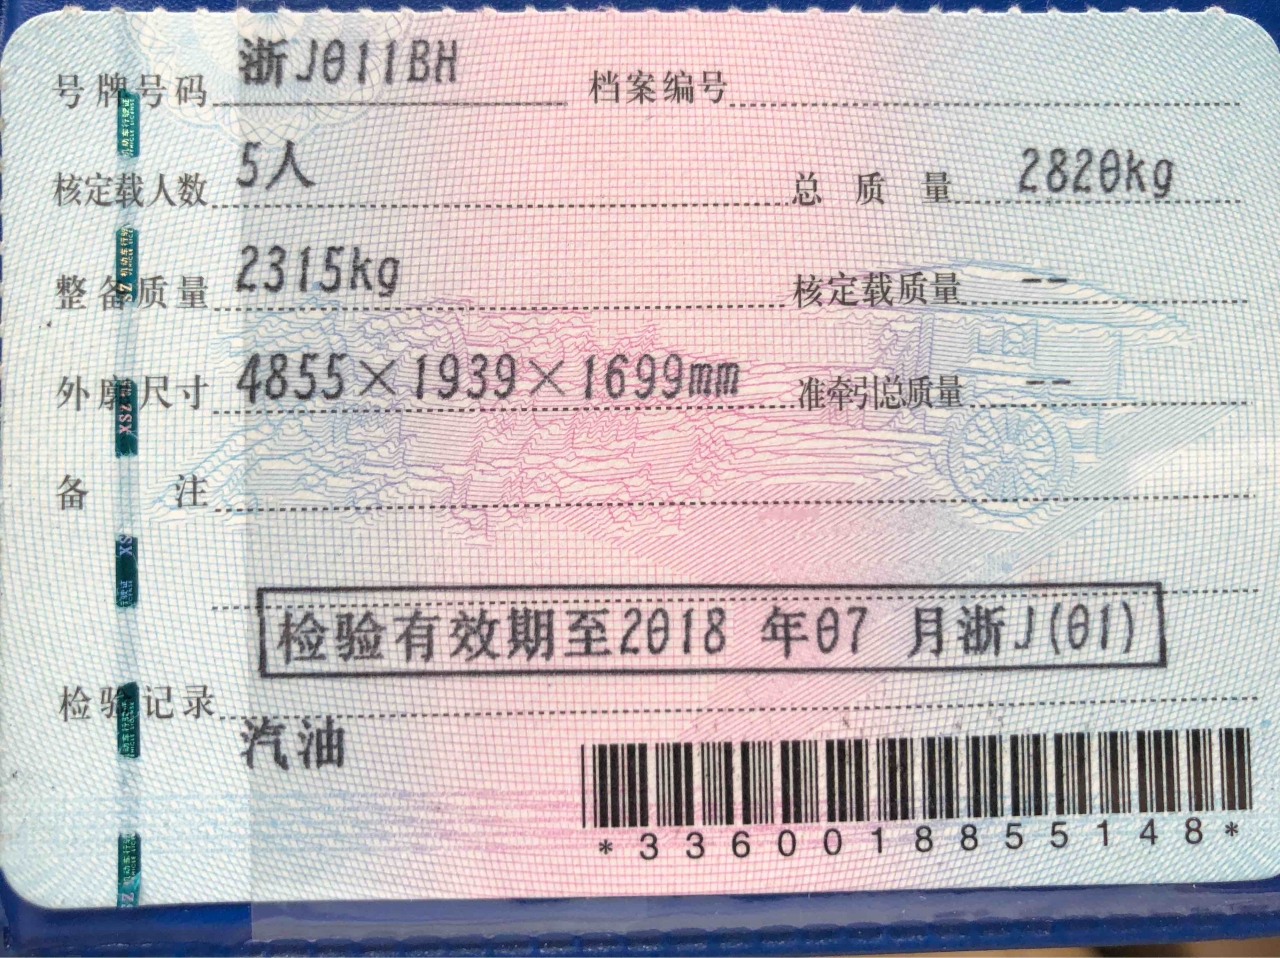 号牌号码 浙J011BH 档案编号
核定载人数 5人 总质量 2820kg
整备质量 2315kg 核定载质量 --
外廓尺寸 4855×1939×1699mm 准牵引总质量 --
备注
检验有效期至2018 年07 月浙J(01)
检验记录
汽油
*3360018855148*